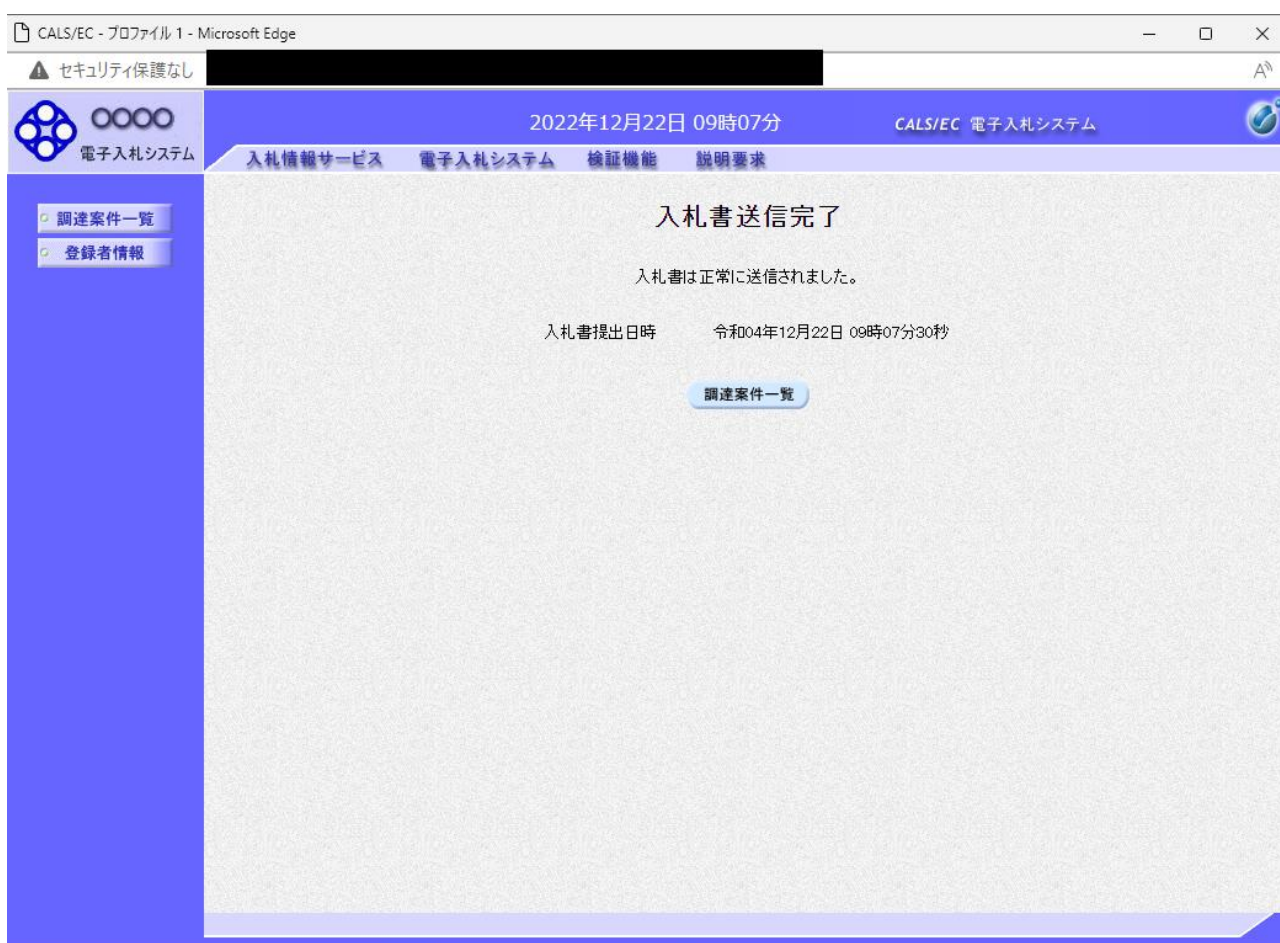 CALS/EC - プロファイル 1 - Microsoft Edge
セキュリティ保護なし
○○○○
電子入札システム
2022年12月22日 09時07分
CALS/EC 電子入札システム
入札情報サービス 電子入札システム 検証機能 説明要求
調達案件一覧
登録者情報
入札書送信完了
入札書は正常に送信されました。
入札書提出日時 令和04年12月22日 09時07分30秒
調達案件一覧